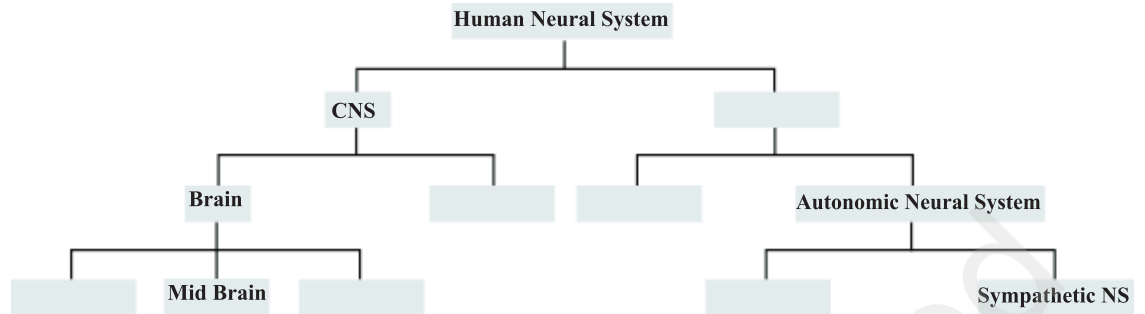 Human Neural System
CNS
Brain
Autonomic Neural System
Mid Brain
Sympathetic NS